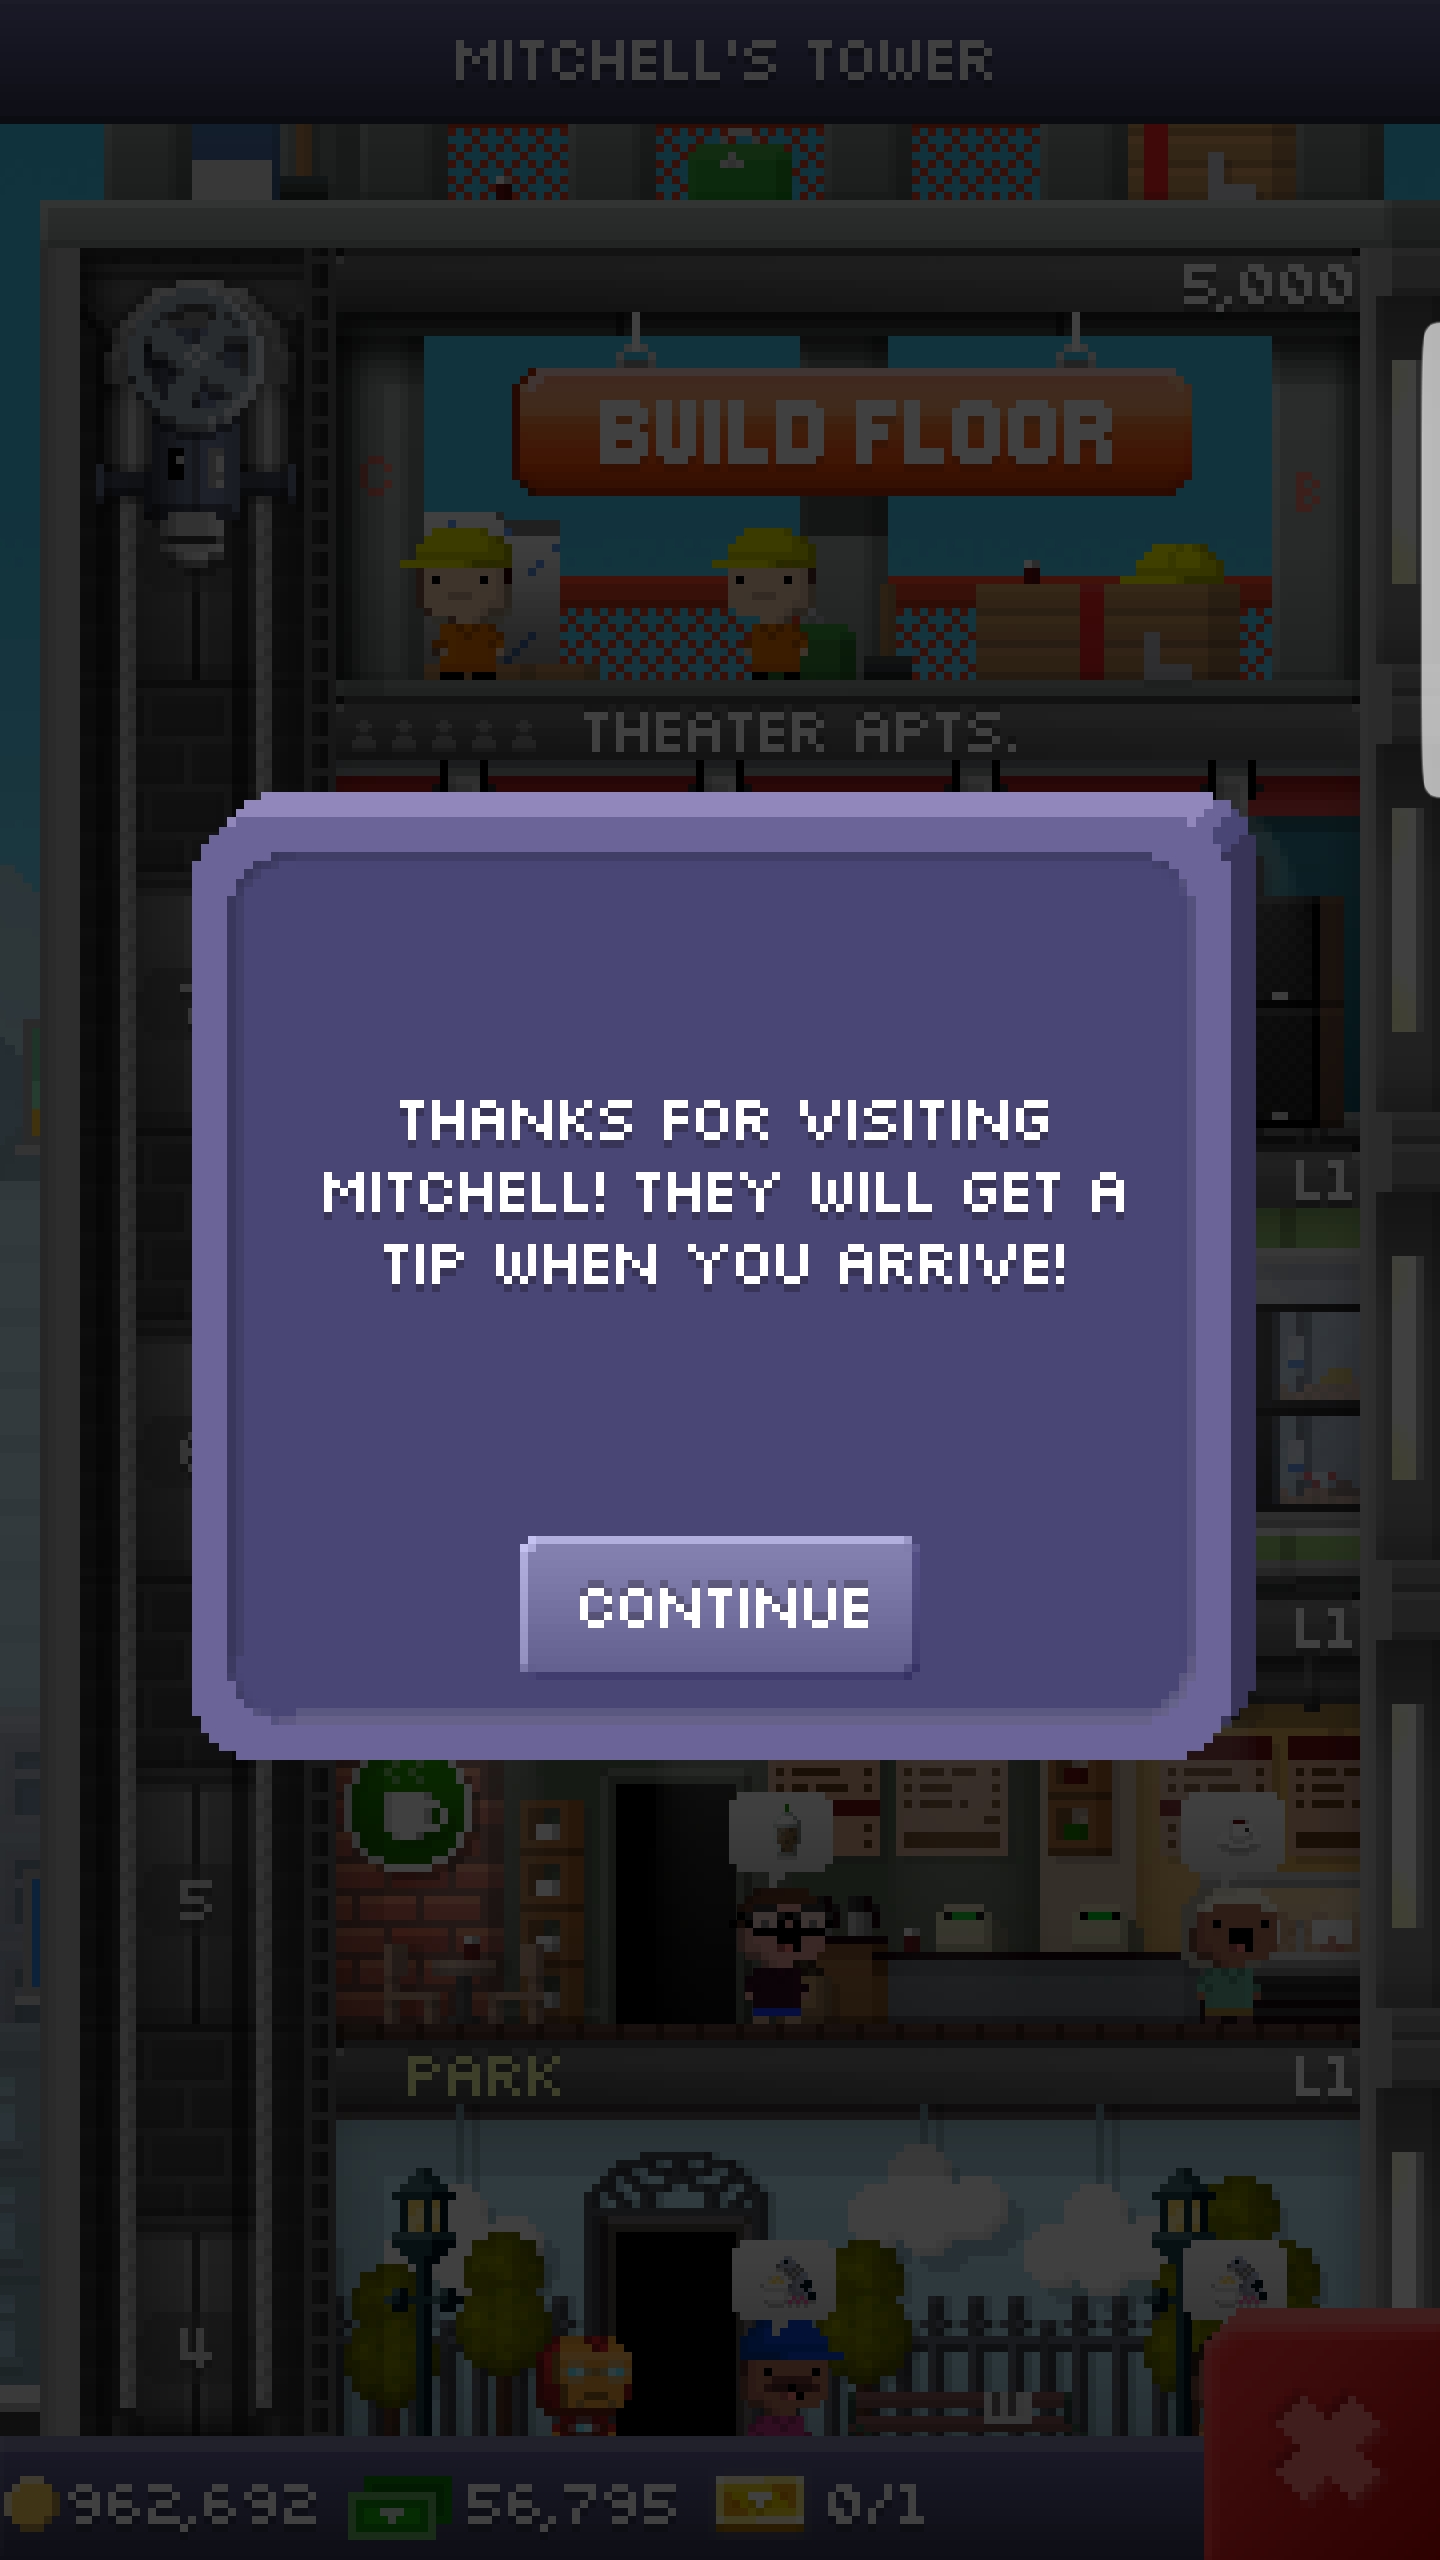 MITCHELL'S TOWER
5,000
BUILD FLOOR
C
B
THEATER APTS.
THANKS FOR VISITING
MITCHELL! THEY WILL GET A
TIP WHEN YOU ARRIVE!
CONTINUE
L1
L1
5
PARK
L1
4
962,692
56,795
0/1